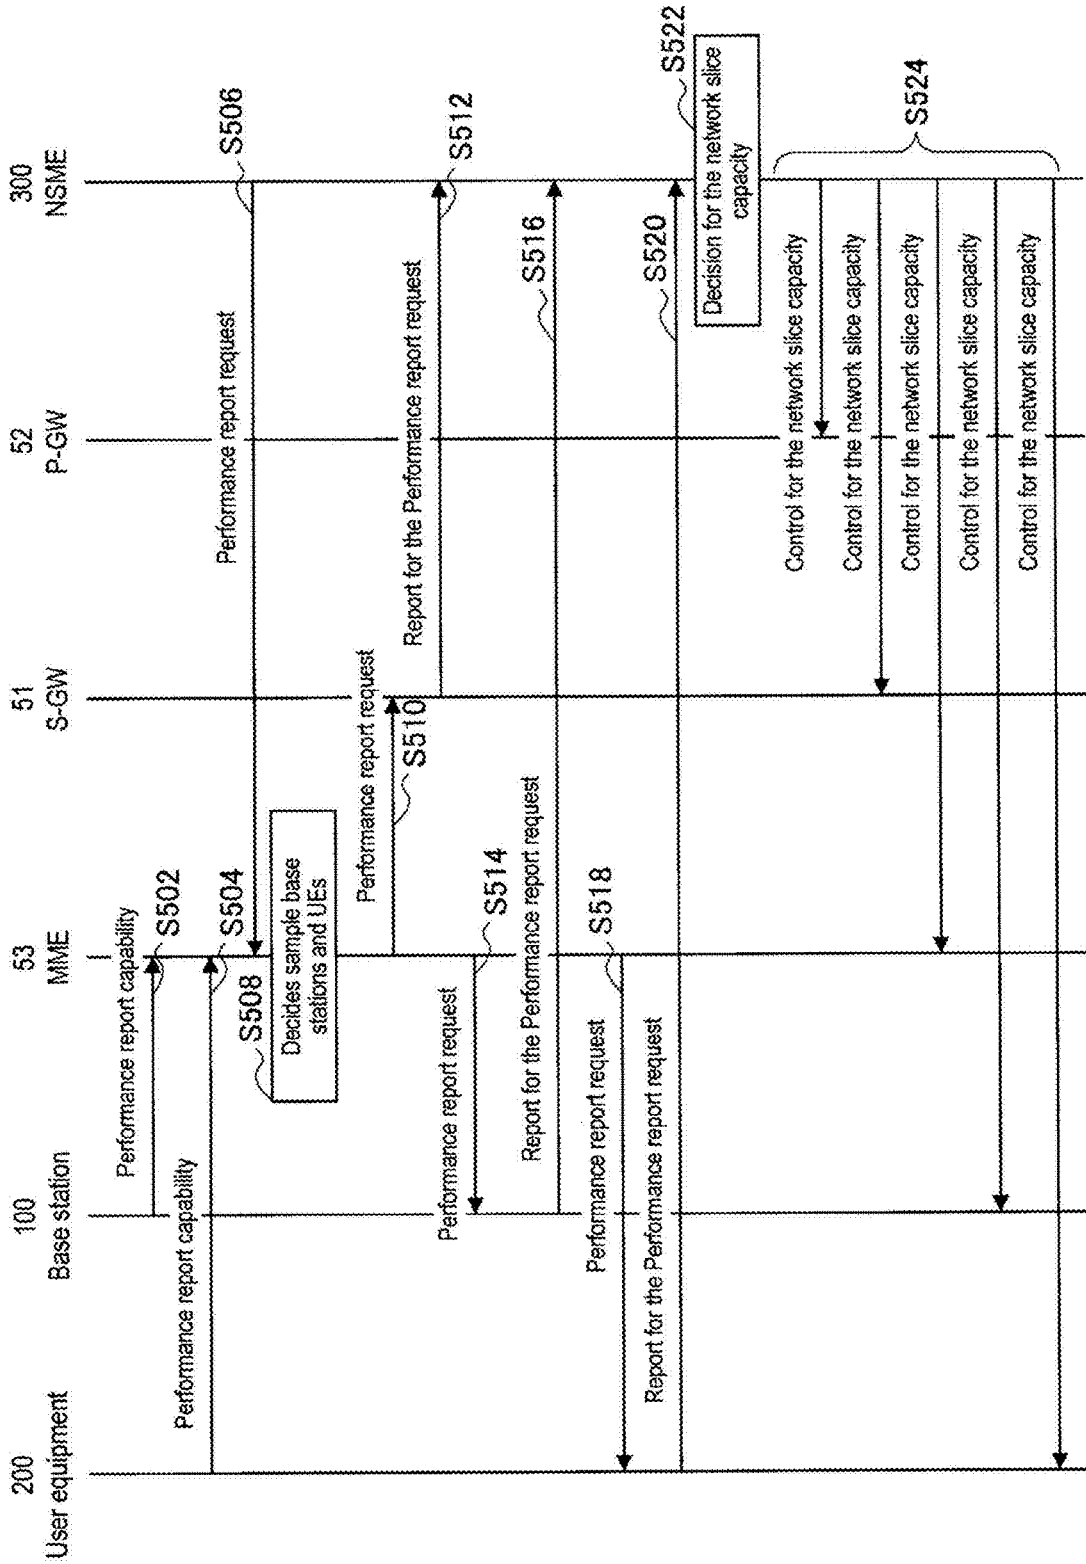 200
User equipment
100
Base station
53
MME
51
S-GW
52
P-GW
300
NSME
Performance report capability
S502
Performance report capability
S504
Performance report request
S506
S508
Decides sample base
stations and UEs
Performance report request
S510
Report for the Performance report request
S512
Performance report request
S514
Report for the Performance report request
S516
Performance report request
S518
Report for the Performance report request
S520
S522
Decision for the network slice
capacity
Control for the network slice capacity
Control for the network slice capacity
Control for the network slice capacity
Control for the network slice capacity
Control for the network slice capacity
S524